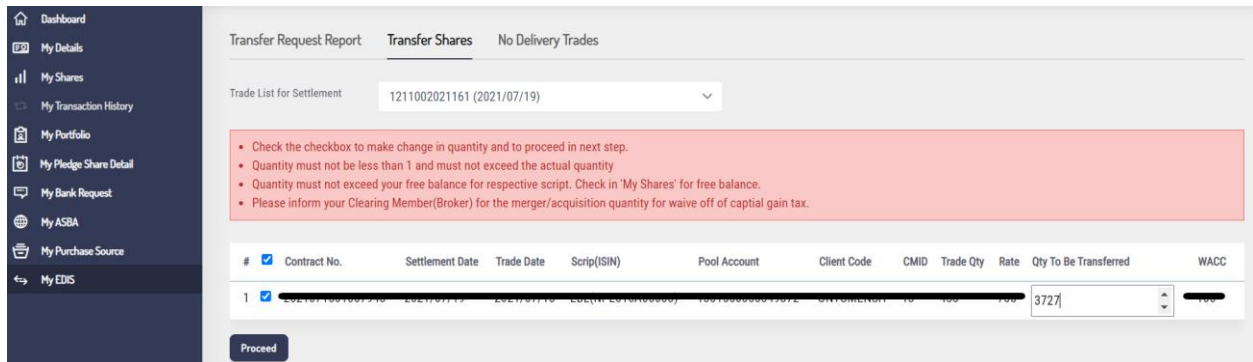 Dashboard
My Details
My Shares
My Transaction History
My Portfolio
My Pledge Share Detail
My Bank Request
My ASBA
My Purchase Source
My EDIS
Transfer Request Report Transfer Shares No Delivery Trades
Trade List for Settlement 1211002021161 (2021/07/19)
• Check the checkbox to make change in quantity and to proceed in next step.
• Quantity must not be less than 1 and must not exceed the actual quantity
• Quantity must not exceed your free balance for respective script. Check in 'My Shares' for free balance.
• Please inform your Clearing Member(Broker) for the merger/acquisition quantity for waive off of captial gain tax.
# Contract No. Settlement Date Trade Date Scrip(ISIN) Pool Account Client Code CMID Trade Qty Rate Qty To Be Transferred WACC
1 3727
Proceed